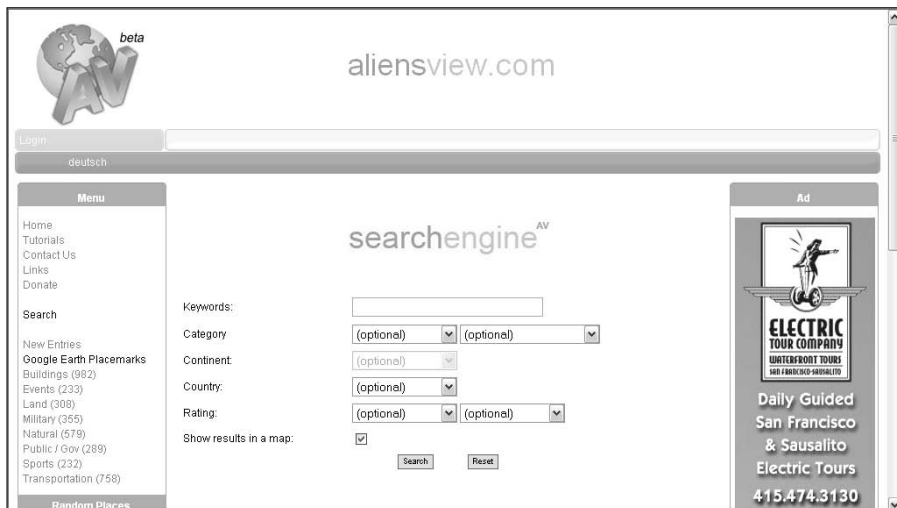 AV
beta
aliensview.com
Login
deutsch
Menu
Home
Tutorials
Contact Us
Links
Donate
Search
New Entries
Google Earth Placemarks
Buildings (982)
Events (233)
Land (308)
Military (355)
Natural (579)
Public / Gov (289)
Sports (232)
Transportation (758)
Random Places
searchengine AV
Keywords:
Category (optional) (optional)
Continent: (optional)
Country: (optional)
Rating: (optional) (optional)
Show results in a map:
Search Reset
Ad
ELECTRIC
TOUR COMPANY
WATERFRONT TOURS
SAN FRANCISCO-SAUSALITO
Daily Guided
San Francisco
& Sausalito
Electric Tours
415.474.3130